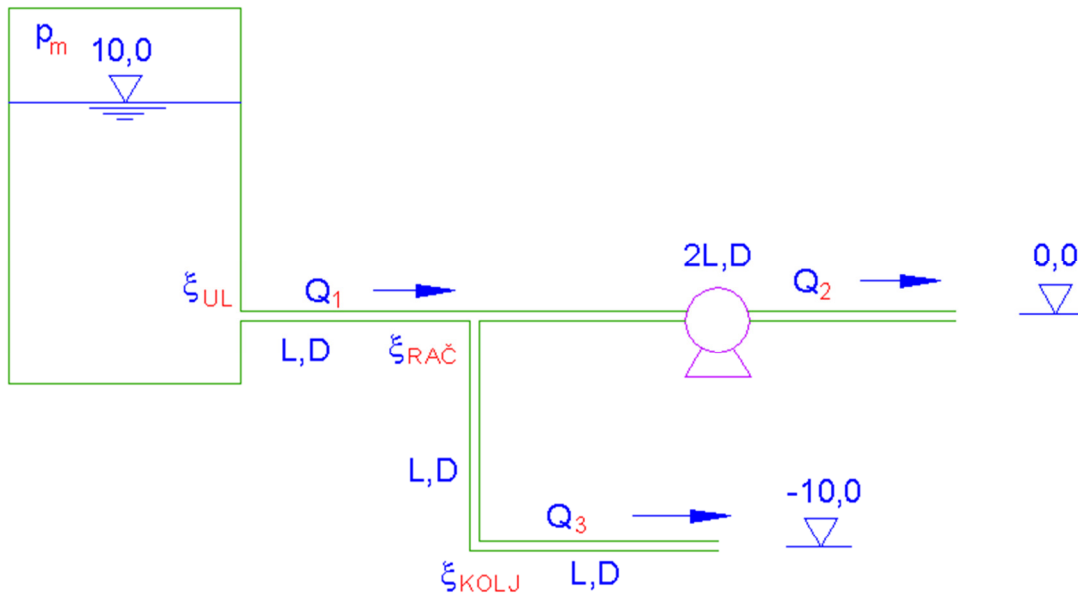 pm
10,0
ξUL
Q1
L,D
ξRAČ
2L,D
Q2
0,0
L,D
Q3
-10,0
ξKOLJ
L,D